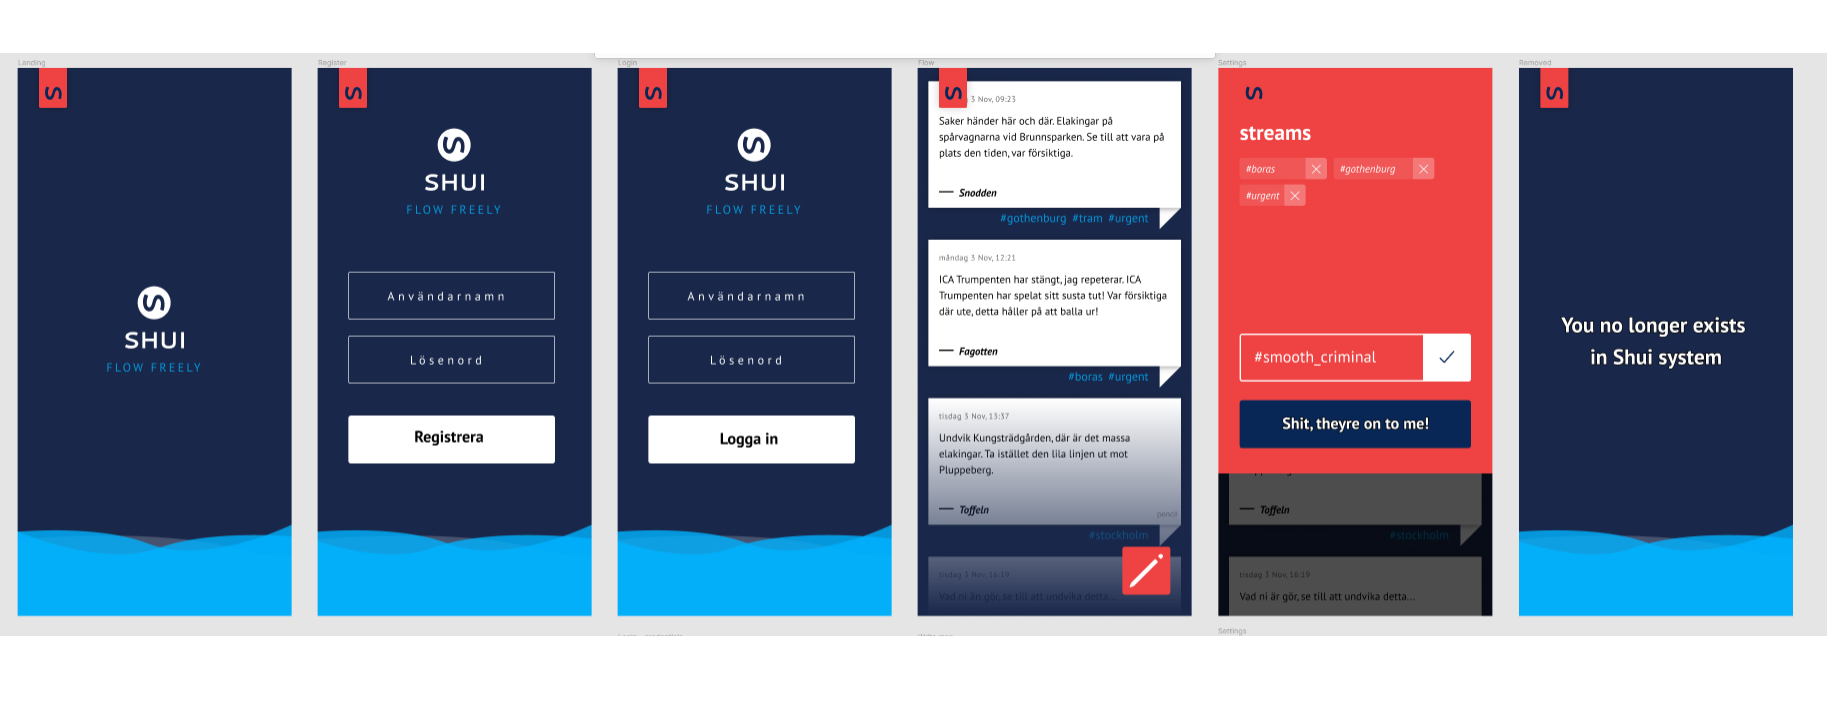 Landing
Register
Login
Flow
Settings
Removed
SHUI
FLOW FREELY
SHUI
FLOW FREELY
Användarnamn
Lösenord
Registrera
SHUI
FLOW FREELY
Användarnamn
Lösenord
Logga in
3 Nov, 09:23
Saker händer här och där. Elakingar på
spårvagnarna vid Brunnsparken. Se till att vara på
plats den tiden, var försiktiga.
— Snodden
#gothenburg #tram #urgent
måndag 3 Nov, 12:21
ICA Trumpenten har stängt, jag repeterar. ICA
Trumpenten har spelat sitt susta tut! Var försiktiga
där ute, detta håller på att balla ur!
— Fagotten
#boras #urgent
tisdag 3 Nov, 13:37
Undvik Kungsträdgården, där är det massa
elakingar. Ta istället den lila linjen ut mot
Pluppeberg.
— Toffeln
pencil
#stockholm
tisdag 3 Nov, 16:19
Vad ni än gör, se till att undvika detta...
streams
#boras
#gothenburg
#urgent
#smooth_criminal
Shit, theyre on to me!
— Toffeln
#stockholm
tisdag 3 Nov, 16:19
Vad ni är gör, se till att undvika detta...
You no longer exists
in Shui system
Settings